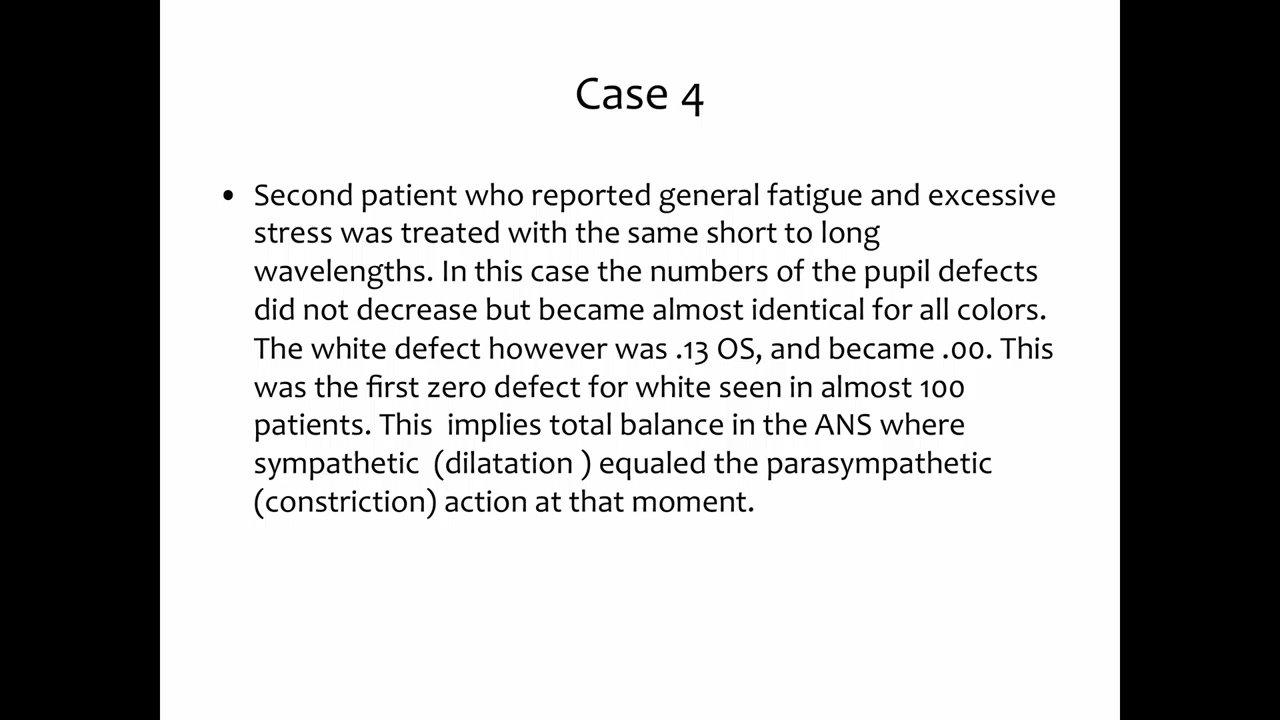 Case 4
• Second patient who reported general fatigue and excessive
stress was treated with the same short to long
wavelengths. In this case the numbers of the pupil defects
did not decrease but became almost identical for all colors.
The white defect however was .13 OS, and became .00. This
was the first zero defect for white seen in almost 100
patients. This  implies total balance in the ANS where
sympathetic  (dilatation ) equaled the parasympathetic
(constriction) action at that moment.